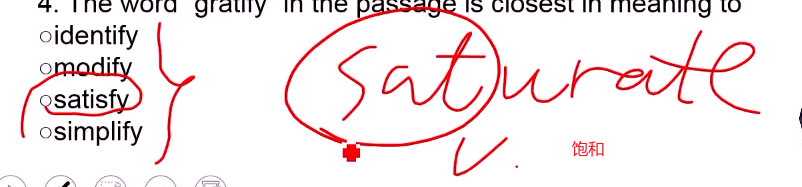 4. The word "gratify" in the passage is closest in meaning to
identify
modify
satisfy
simplify
saturate
v.
饱和